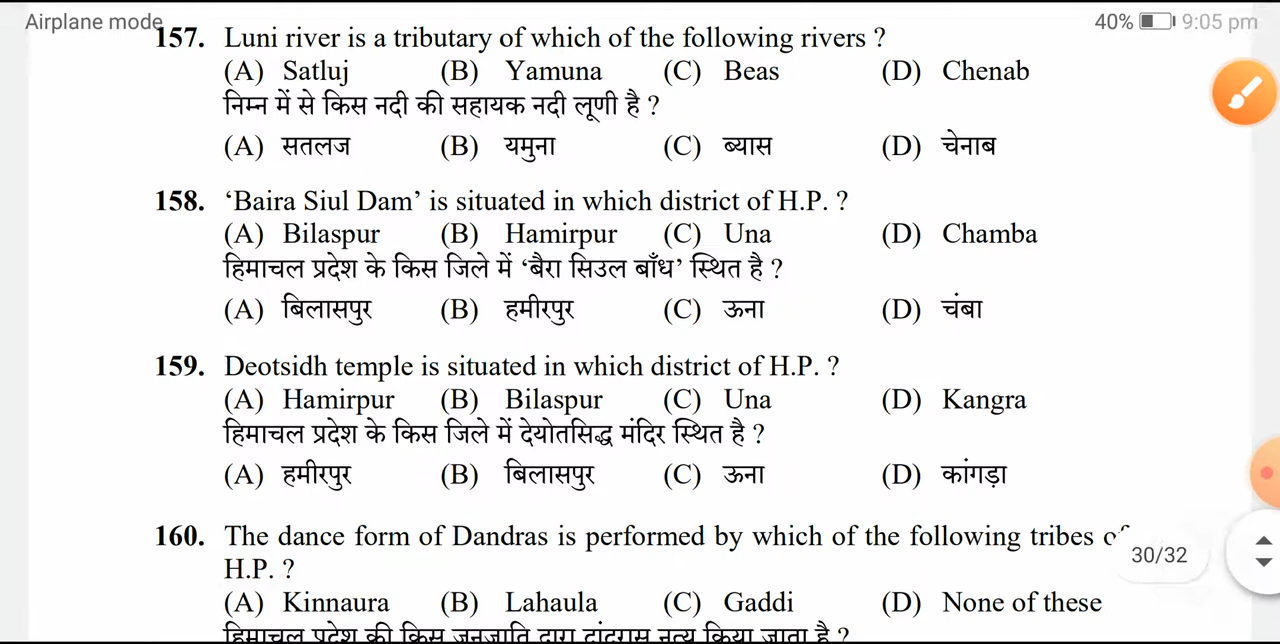 Airplane mode
40% 9:05 pm
157. Luni river is a tributary of which of the following rivers ?
(A) Satluj (B) Yamuna (C) Beas (D) Chenab
निम्न में से किस नदी की सहायक नदी लूणी है ?
(A) सतलज (B) यमुना (C) ब्यास (D) चेनाब
158. ‘Baira Siul Dam’ is situated in which district of H.P. ?
(A) Bilaspur (B) Hamirpur (C) Una (D) Chamba
हिमाचल प्रदेश के किस जिले में ‘बैरा सिउल बाँध’ स्थित है ?
(A) बिलासपुर (B) हमीरपुर (C) ऊना (D) चंबा
159. Deotsidh temple is situated in which district of H.P. ?
(A) Hamirpur (B) Bilaspur (C) Una (D) Kangra
हिमाचल प्रदेश के किस जिले में देयोतसिद्ध मंदिर स्थित है ?
(A) हमीरपुर (B) बिलासपुर (C) ऊना (D) कांगड़ा
160. The dance form of Dandras is performed by which of the following tribes
30/32
H.P. ?
(A) Kinnaura (B) Lahaula (C) Gaddi (D) None of these
हिमाचल प्रदेश की किस जनजाति द्वारा दांदरास नृत्य किया जाता है ?